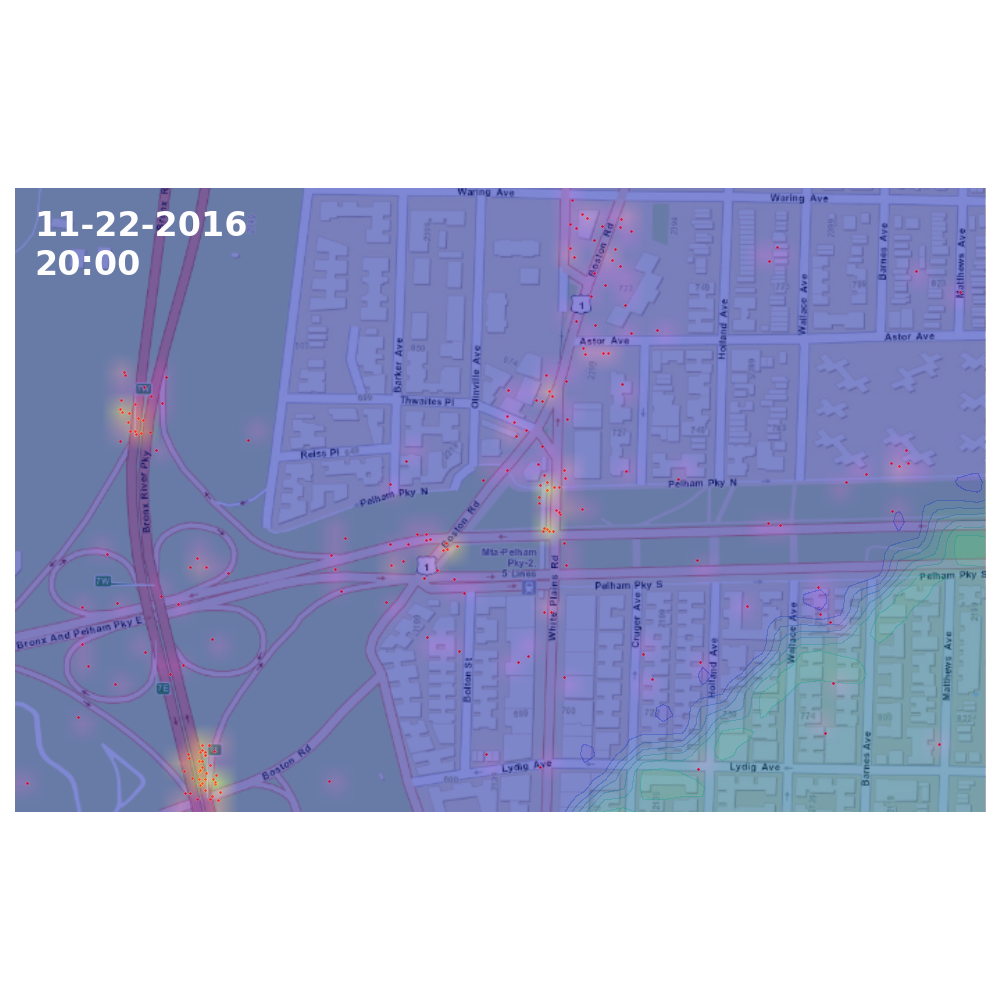 Waring Ave
Waring Ave
11-22-2016
20:00
Boston Rd
Barnes Ave
Matthews Ave
Wallace Ave
Holland Ave
1
Astor Ave
Astor Ave
Barker Ave
Olinville Ave
7W
Thwaites Pl
Reiss Pl
Pelham Pky N
Pelham Pky N
Bronx River Pky
Boston Rd
1
Mta-Pelham
Pky-2,
5 Lines
7W
Pelham Pky S
Pelham Pky S
White Plains Rd
Bronx And Pelham Pky E
Cruger Ave
Wallace Ave
Holland Ave
Matthews Ave
Bolton St
7E
774
Boston Rd
Lydig Ave
Lydig Ave
Barnes Ave